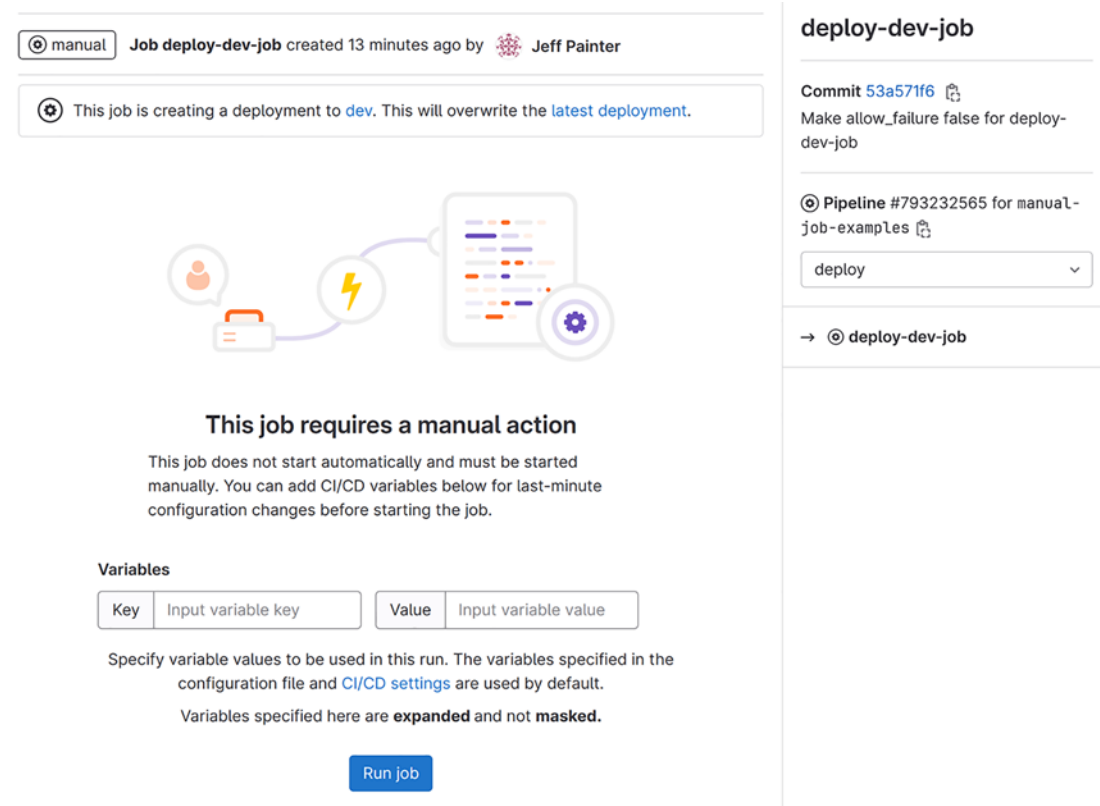 manual Job deploy-dev-job created 13 minutes ago by Jeff Painter
This job is creating a deployment to dev. This will overwrite the latest deployment.
This job requires a manual action
This job does not start automatically and must be started
manually. You can add CI/CD variables below for last-minute
configuration changes before starting the job.
Variables
Key Input variable key Value Input variable value
Specify variable values to be used in this run. The variables specified in the
configuration file and CI/CD settings are used by default.
Variables specified here are expanded and not masked.
Run job
deploy-dev-job
Commit 53a571f6
Make allow_failure false for deploy-
dev-job
Pipeline #793232565 for manual-
job-examples
deploy
→ deploy-dev-job